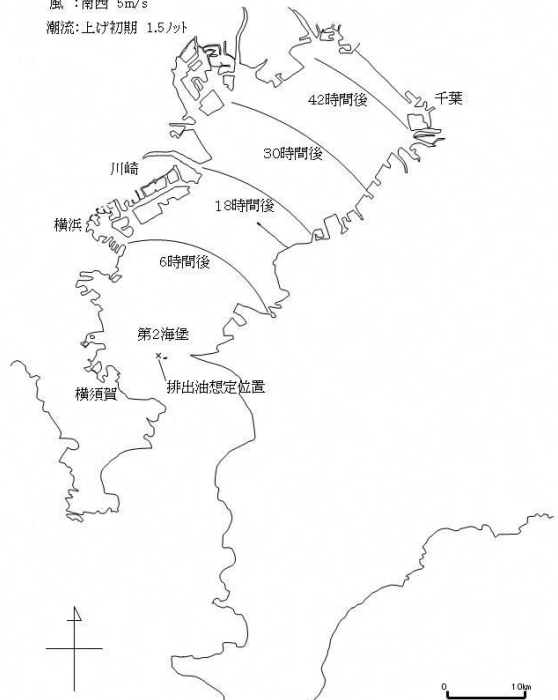 風 ：南西 5m/s
潮流：上げ初期 1.5ノット
42時間後
千葉
30時間後
川崎
18時間後
横浜
6時間後
第2海堡
横須賀
排出油想定位置
0 10km